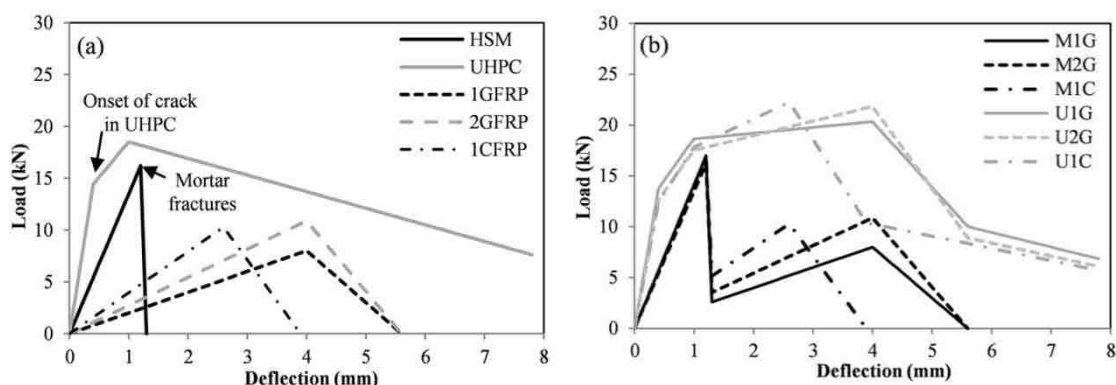 (a)
30
25
20
15
10
5
0
Load (kN)
Onset of crack
in UHPC
Mortar
fractures
HSM
UHPC
1GFRP
2GFRP
1CFRP
0 1 2 3 4 5 6 7 8
Deflection (mm)
(b)
30
25
20
15
10
5
0
Load (kN)
M1G
M2G
M1C
U1G
U2G
U1C
0 1 2 3 4 5 6 7 8
Deflection (mm)